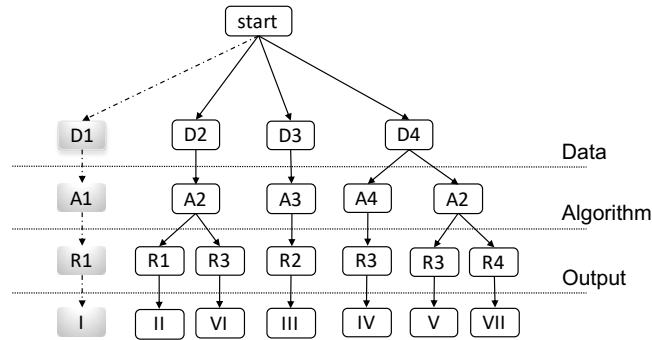 start
D1 D2 D3 D4
Data
A1 A2 A3 A4 A2
Algorithm
R1 R1 R3 R2 R3 R3 R4
Output
I II VI III IV V VII